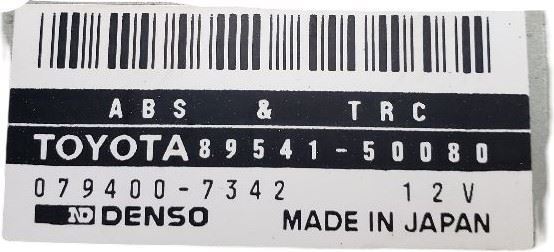 ABS & TRC
TOYOTA 89541-50080
079400-7342 12V
ND DENSO MADE IN JAPAN